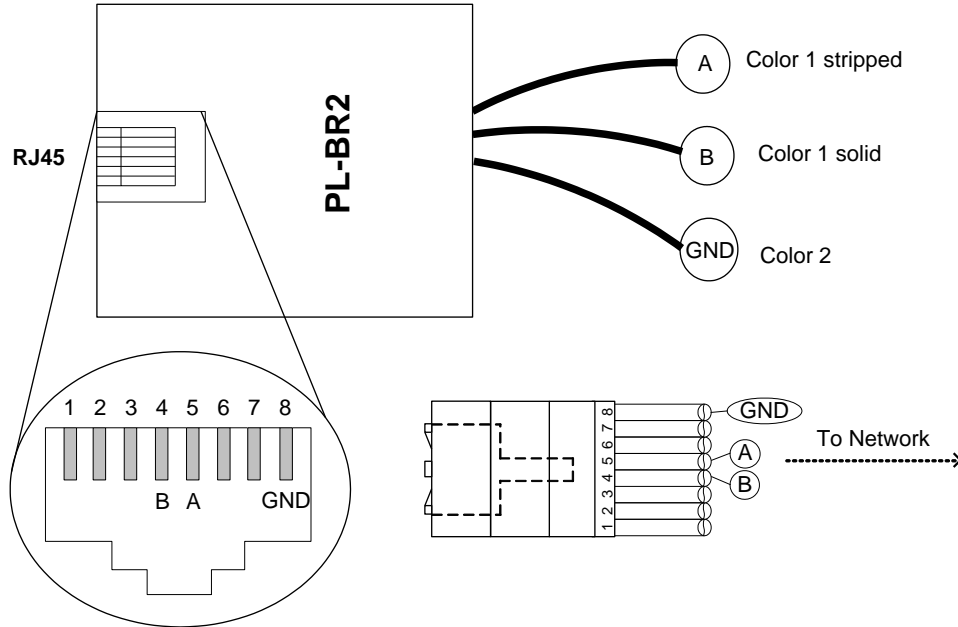 A
Color 1 stripped
RJ45
PL-BR2
B
Color 1 solid
GND
Color 2
1 2 3 4 5 6 7 8
B A GND
8
7
6
5
4
3
2
1
GND
A
B
To Network